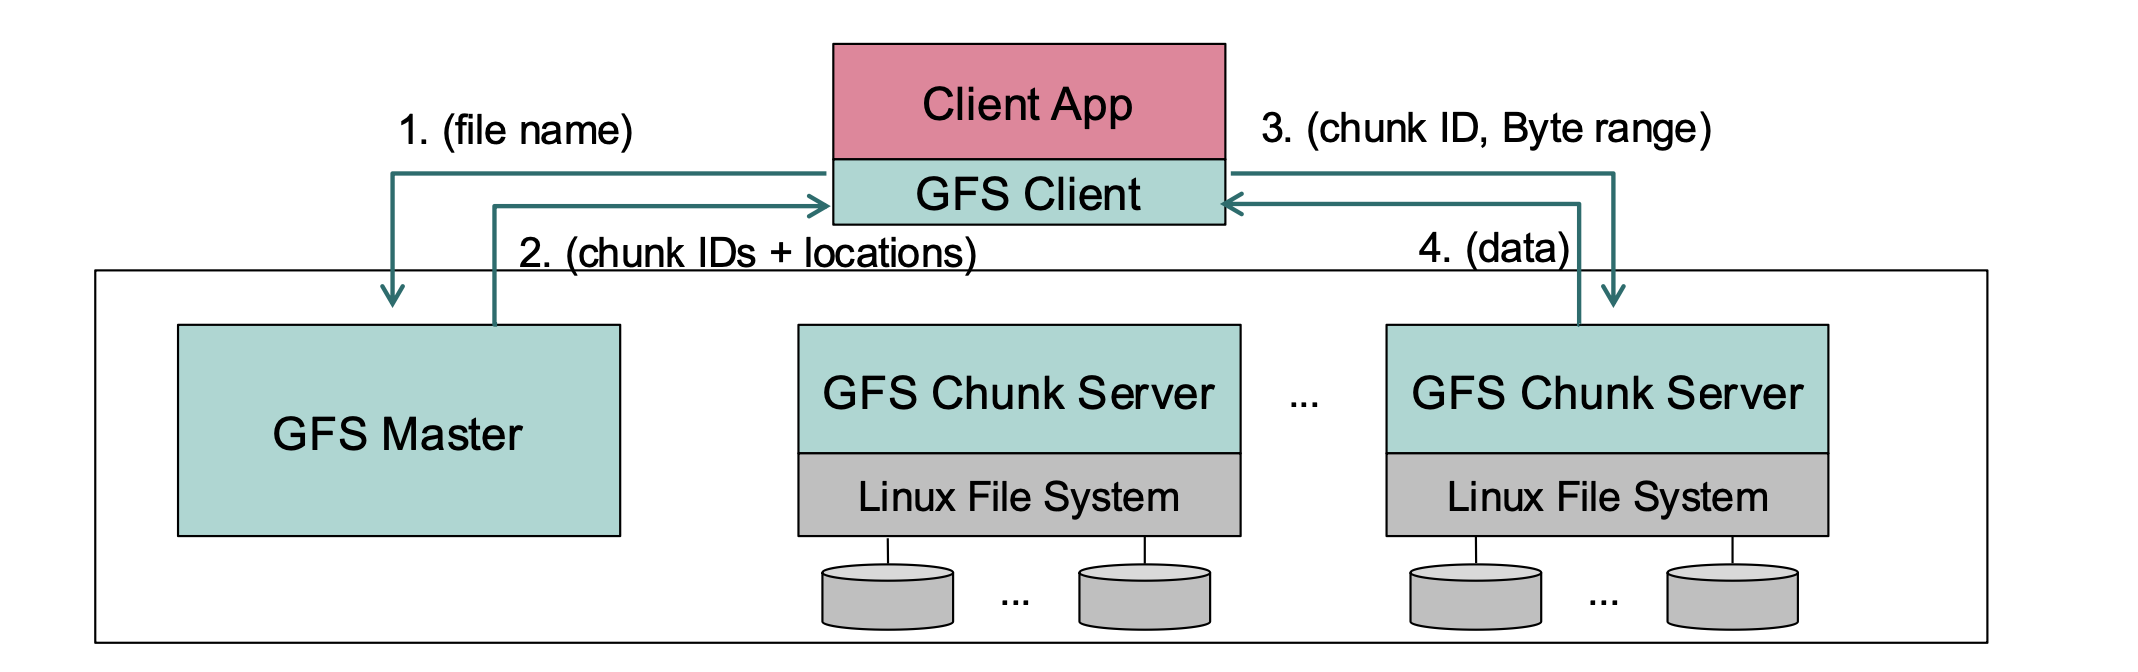 Client App
1. (file name)
3. (chunk ID, Byte range)
GFS Client
2. (chunk IDs + locations)
4. (data)
GFS Master
GFS Chunk Server
...
GFS Chunk Server
Linux File System
Linux File System
...
...